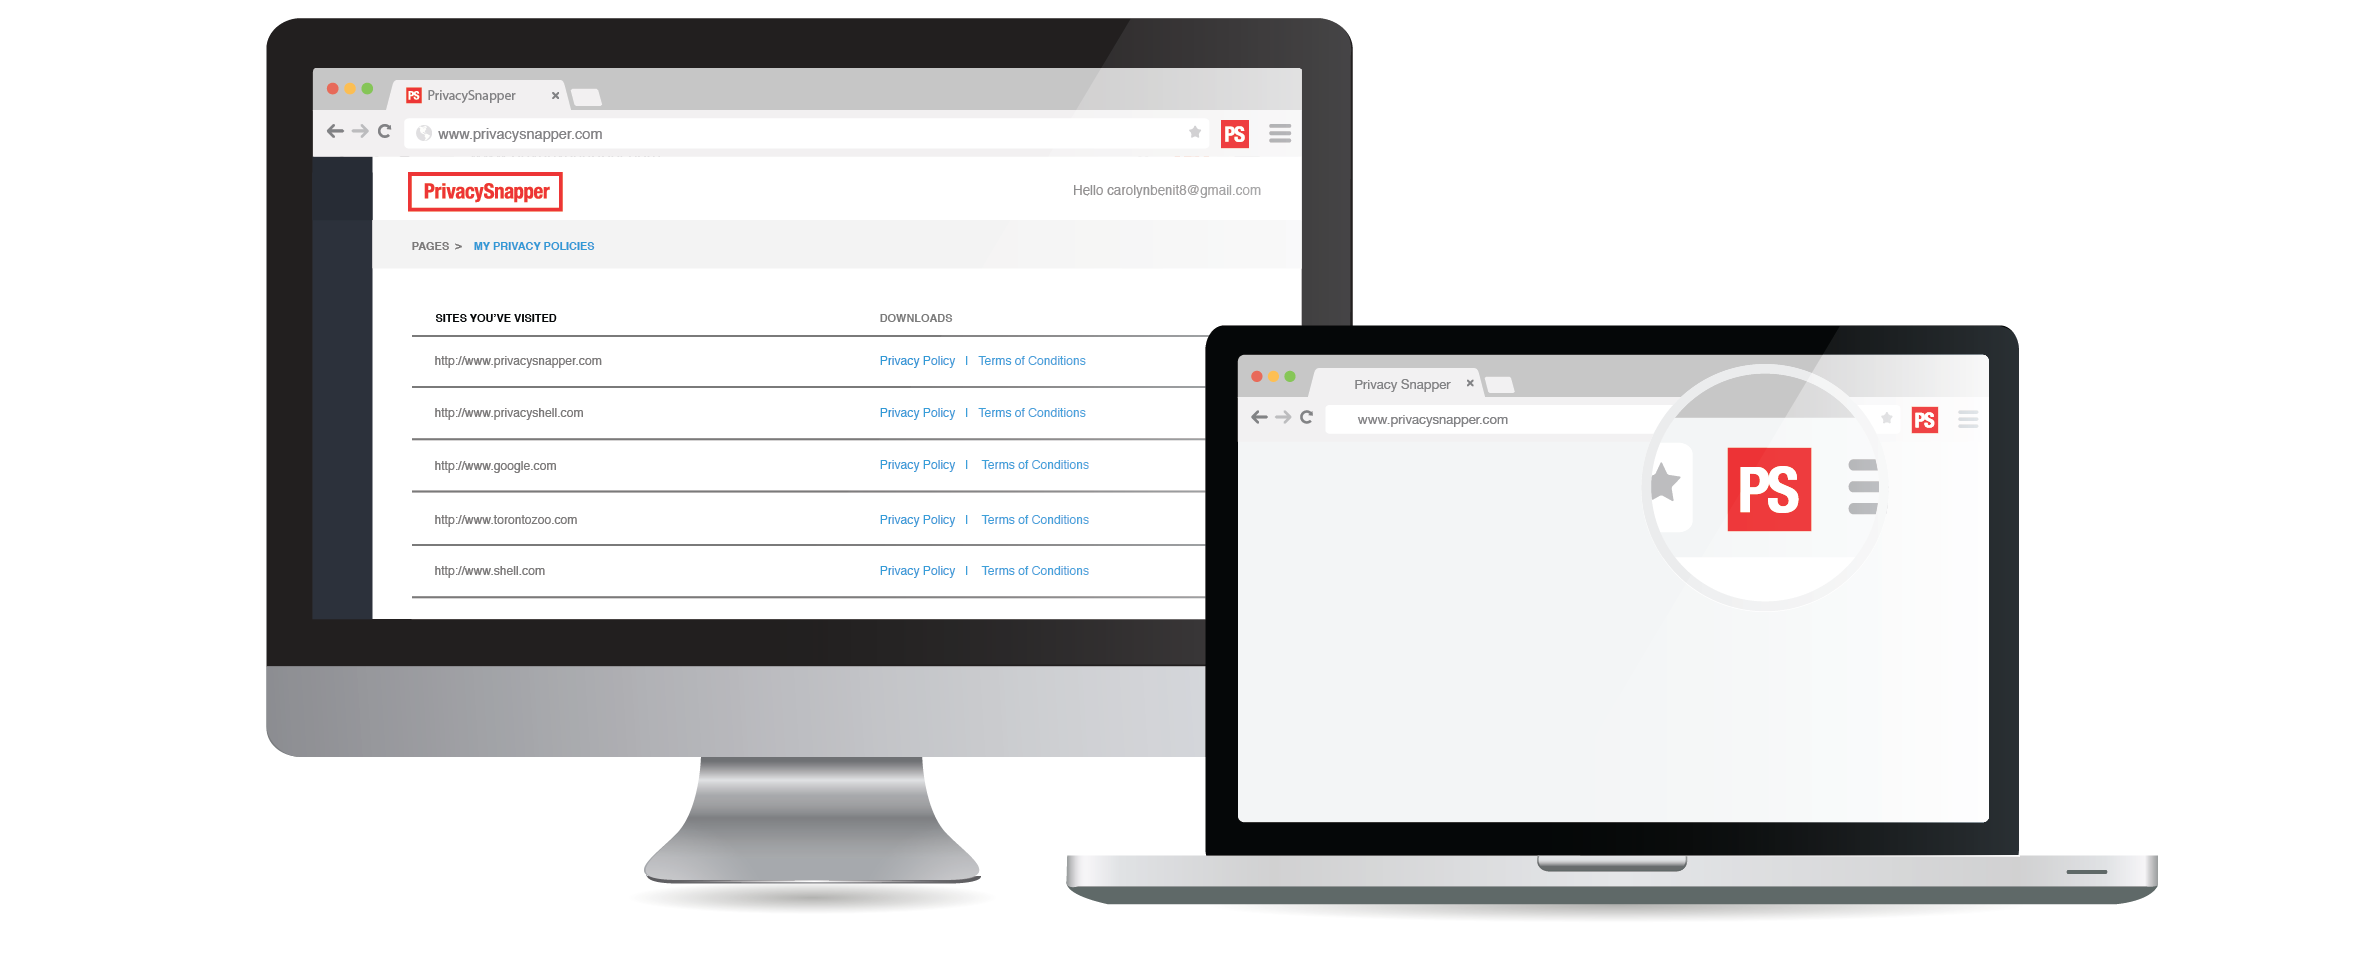 PS PrivacySnapper
www.privacysnapper.com PS
PrivacySnapper Hello carolynbenit8@gmail.com
PAGES > MY PRIVACY POLICIES
SITES YOU'VE VISITED DOWNLOADS
http://www.privacysnapper.com Privacy Policy | Terms of Conditions
http://www.privacyshell.com Privacy Policy | Terms of Conditions
http://www.google.com Privacy Policy | Terms of Conditions
http://www.torontozoo.com Privacy Policy | Terms of Conditions
http://www.shell.com Privacy Policy | Terms of Conditions
Privacy Snapper
www.privacysnapper.com PS
PS